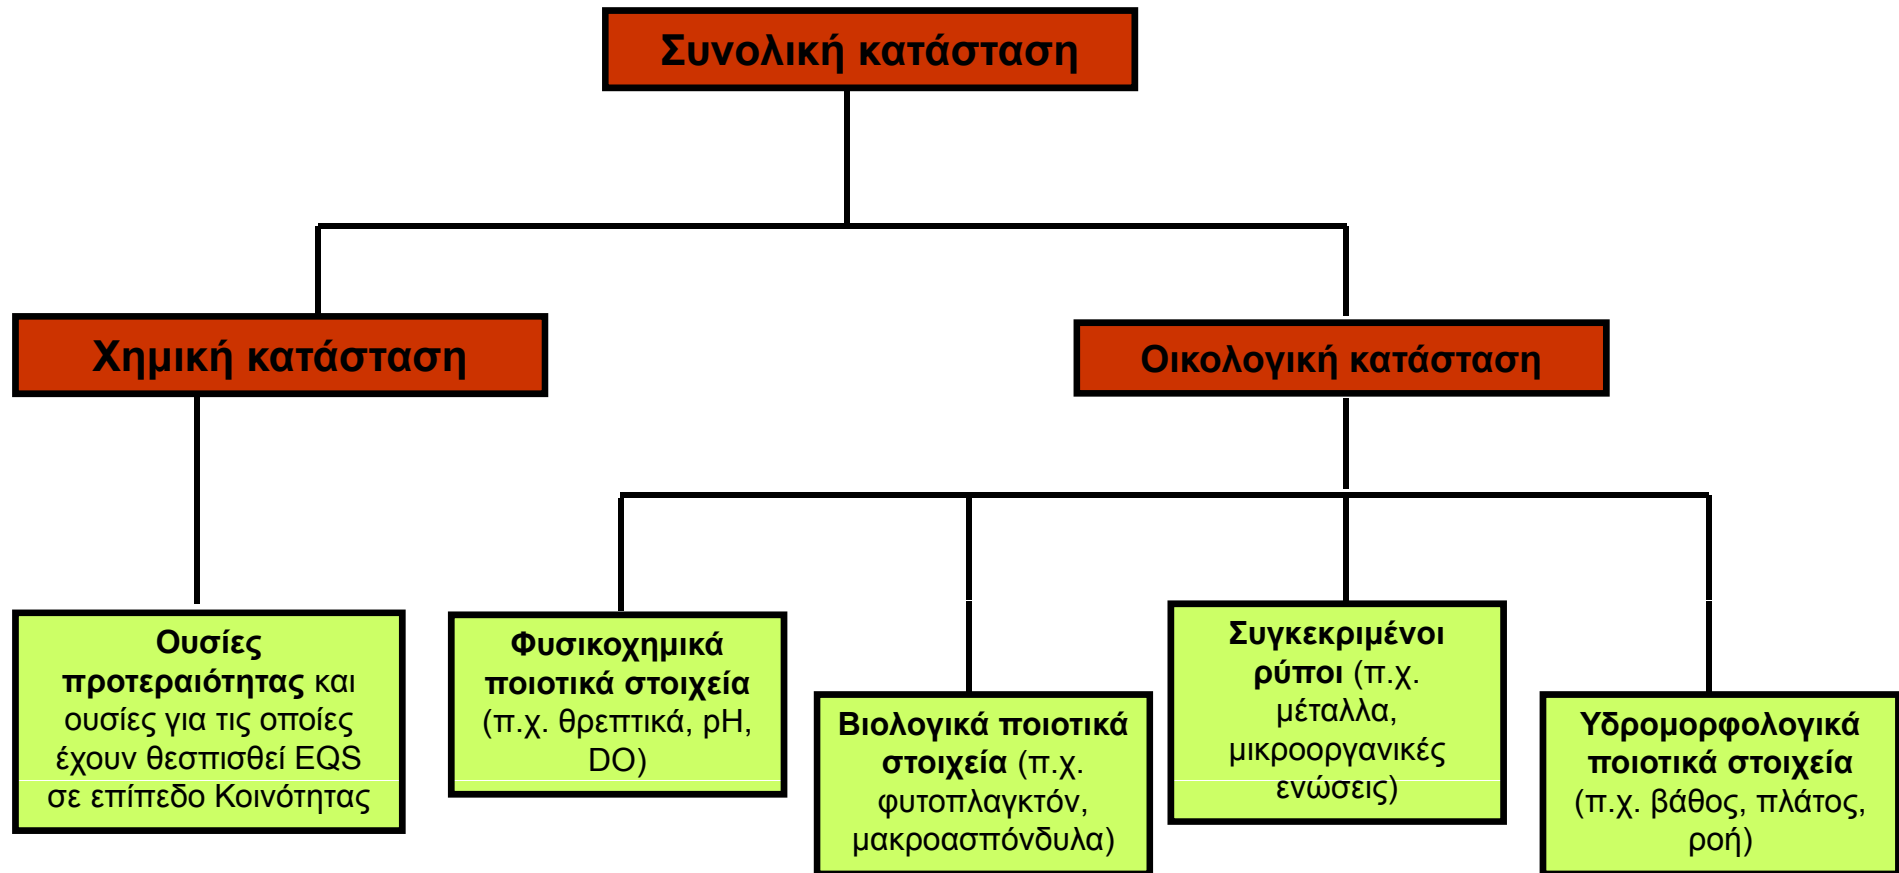 Συνολική κατάσταση
Χημική κατάσταση
Οικολογική κατάσταση
Ουσίες
προτεραιότητας και
ουσίες για τις οποίες
έχουν θεσπισθεί EQS
σε επίπεδο Κοινότητας
Φυσικοχημικά
ποιοτικά στοιχεία
(π.χ. θρεπτικά, pH,
DO)
Βιολογικά ποιοτικά
στοιχεία (π.χ.
φυτοπλαγκτόν,
μακροασπόνδυλα)
Συγκεκριμένοι
ρύποι (π.χ.
μέταλλα,
μικροοργανικές
ενώσεις)
Υδρομορφολογικά
ποιοτικά στοιχεία
(π.χ. βάθος, πλάτος,
ροή)